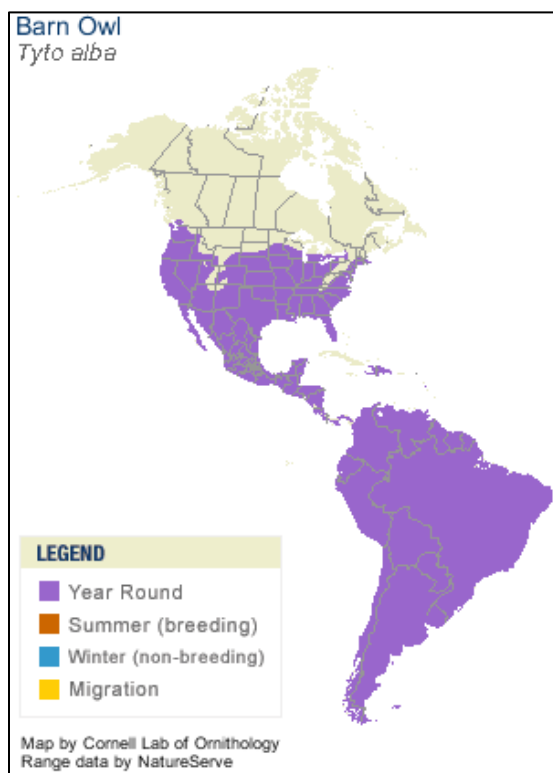 Barn Owl
Tyto alba
LEGEND
Year Round
Summer (breeding)
Winter (non-breeding)
Migration
Map by Cornell Lab of Ornithology
Range data by NatureServe